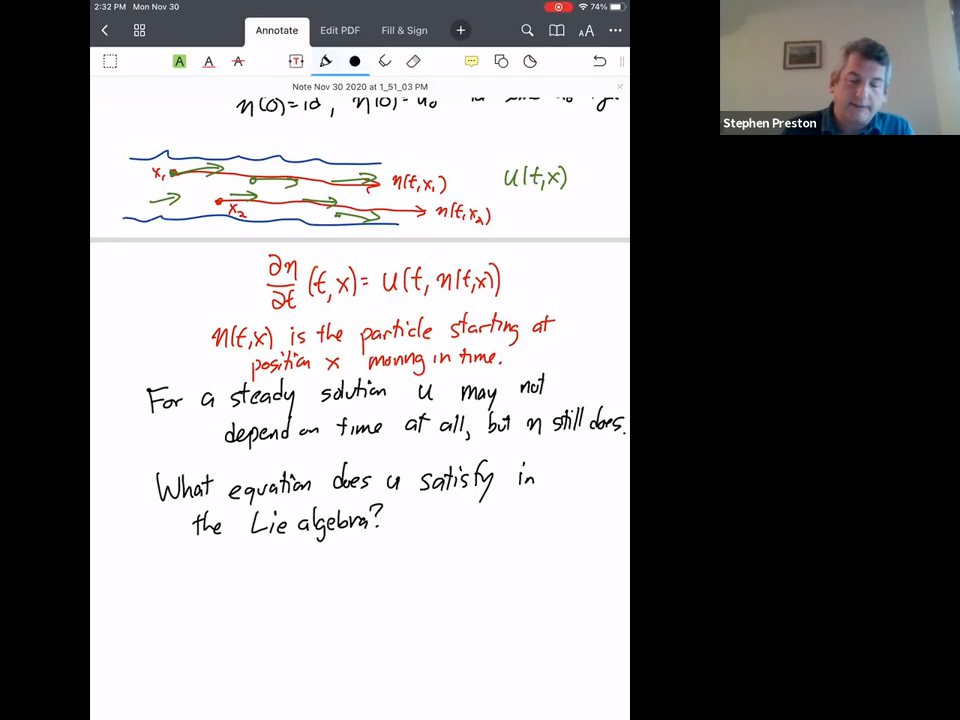 2:32 PM Mon Nov 30
74%
Annotate
Edit PDF
Fill & Sign
Note Nov 30 2020 at 1_51_03 PM
Stephen Preston
η(0)=id,
x₁
η(t,x₁)
u(t,x)
x₂
η(t,x₂)
∂η/∂t (t,x) = u(t, η(t,x))
η(t,x) is the particle starting at
position x moving in time.
For a steady solution u may not
depend on time at all, but η still does.
What equation does u satisfy in
the Lie algebra?